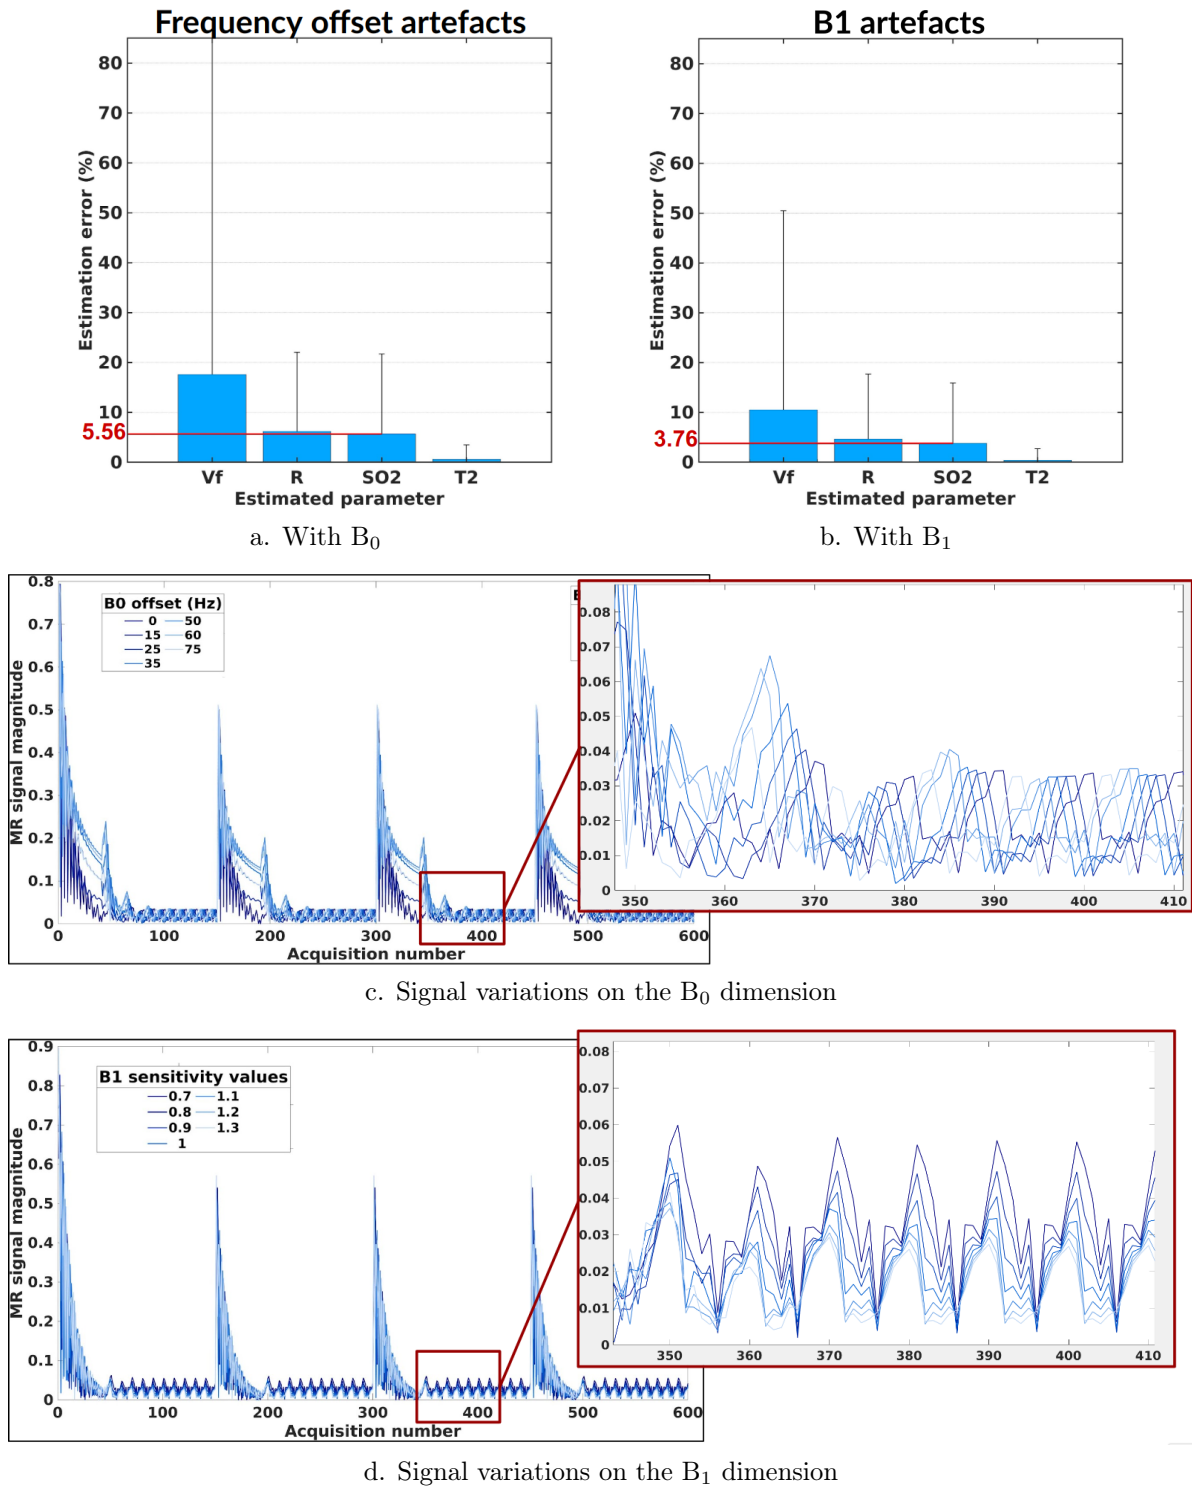 Frequency offset artefacts
80
70
60
50
40
30
20
10
0
5.56
Estimation error (%)
Vf R SO2 T2
Estimated parameter
a. With B0
B1 artefacts
80
70
60
50
40
30
20
10
0
3.76
Estimation error (%)
Vf R SO2 T2
Estimated parameter
b. With B1
0.8
0.7
0.6
0.5
0.4
0.3
0.2
0.1
0
MR signal magnitude
B0 offset (Hz)
0 50
15 60
25 75
35
0 100 200 300 400 500 600
Acquisition number
0.08
0.07
0.06
0.05
0.04
0.03
0.02
0.01
0
350 360 370 380 390 400 410
c. Signal variations on the B0 dimension
0.9
0.8
0.7
0.6
0.5
0.4
0.3
0.2
0.1
0
MR signal magnitude
B1 sensitivity values
0.7 1.1
0.8 1.2
0.9 1.3
1
0 100 200 300 400 500 600
Acquisition number
0.08
0.07
0.06
0.05
0.04
0.03
0.02
0.01
0
350 360 370 380 390 400 410
d. Signal variations on the B1 dimension